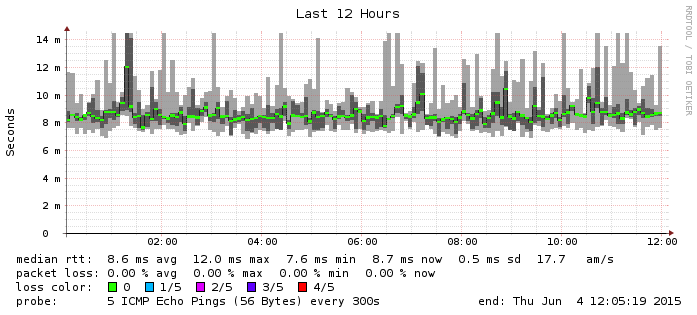 Last 12 Hours
RRDTOOL / TOBI OETIKER
Seconds
14 m
12 m
10 m
8 m
6 m
4 m
2 m
0
02:00 04:00 06:00 08:00 10:00 12:00
median rtt: 8.6 ms avg 12.0 ms max 7.6 ms min 8.7 ms now 0.5 ms sd 17.7 am/s
packet loss: 0.00 % avg 0.00 % max 0.00 % min 0.00 % now
loss color: 0 1/5 2/5 3/5 4/5
probe: 5 ICMP Echo Pings (56 Bytes) every 300s end: Thu Jun 4 12:05:19 2015